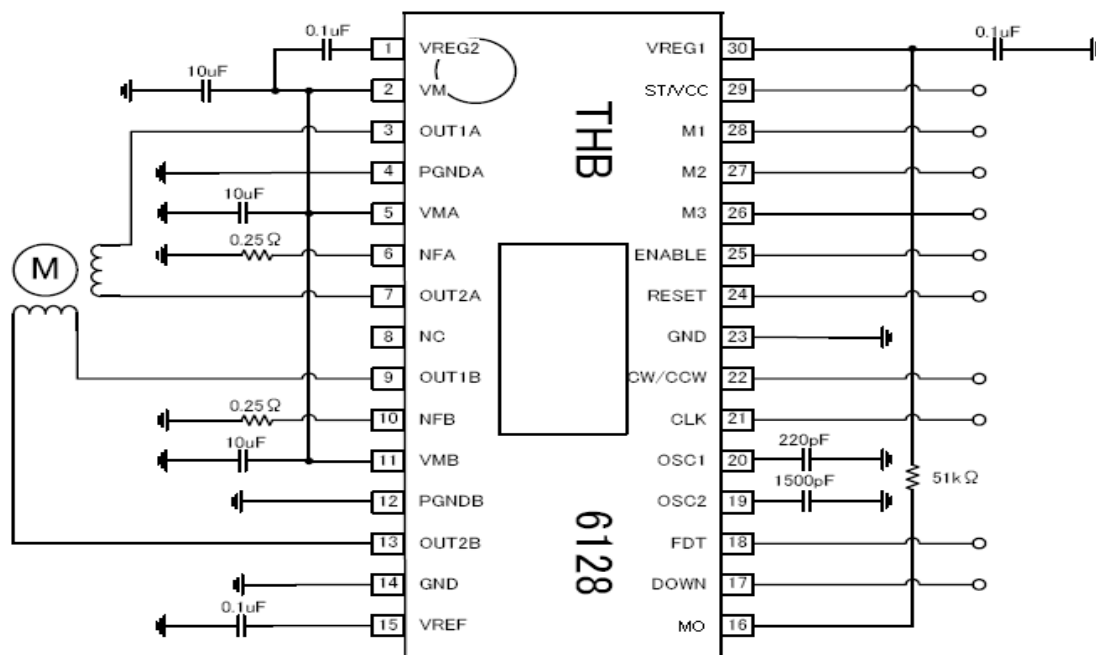 0.1uF 1 VREG2 VREG1 30 0.1uF
10uF 2 VM ST/VCC 29
3 OUT1A M1 28
4 PGNDA M2 27
10uF 5 VMA M3 26
0.25Ω 6 NFA ENABLE 25
M
7 OUT2A RESET 24
8 NC GND 23
9 OUT1B CW/CCW 22
0.25Ω 10 NFB CLK 21
10uF 11 VMB OSC1 20 220pF
12 PGNDB OSC2 19 1500pF
51kΩ
13 OUT2B FDT 18
14 GND DOWN 17
0.1uF 15 VREF MO 16
THB
6128